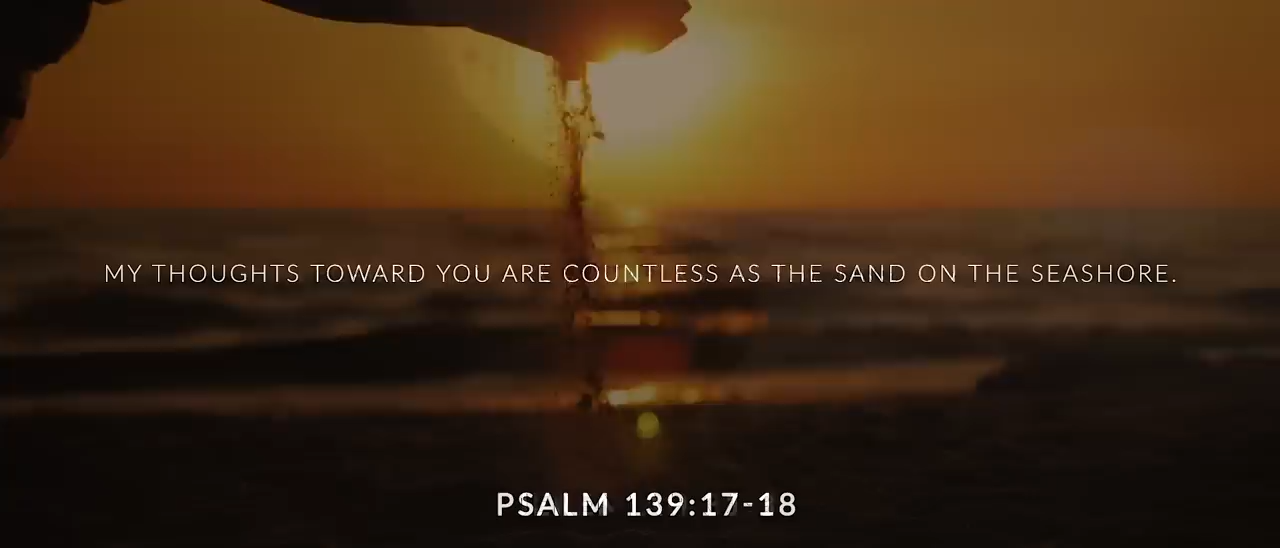 MY THOUGHTS TOWARD YOU ARE COUNTLESS AS THE SAND ON THE SEASHORE.
PSALM 139:17-18